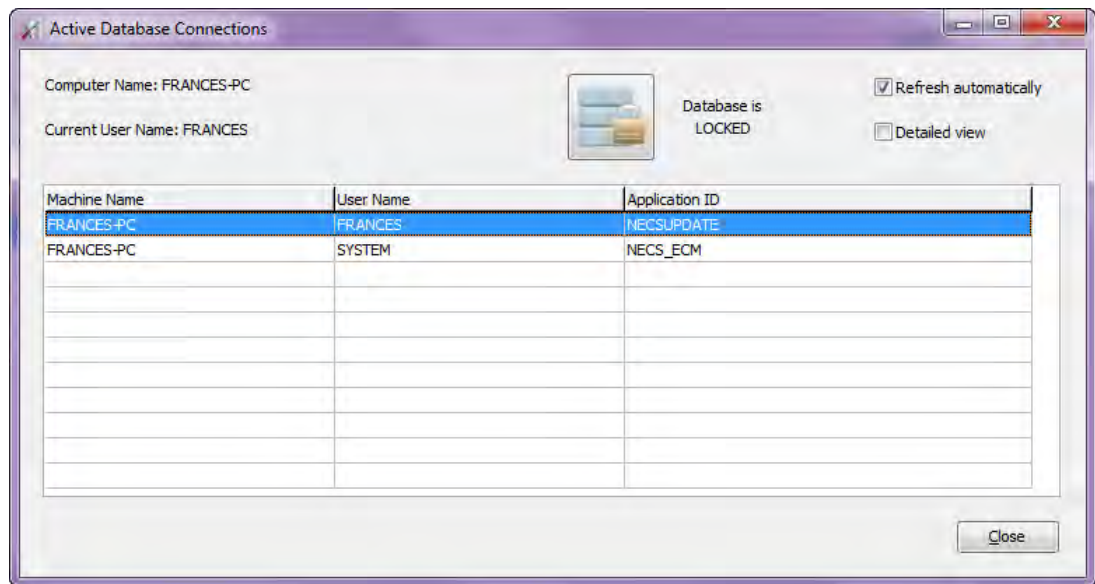 Active Database Connections
Computer Name: FRANCES-PC
Current User Name: FRANCES
Database is
LOCKED
Refresh automatically
Detailed view
Machine Name User Name Application ID
FRANCES-PC FRANCES NECSUPDATE
FRANCES-PC SYSTEM NECS_ECM
Close